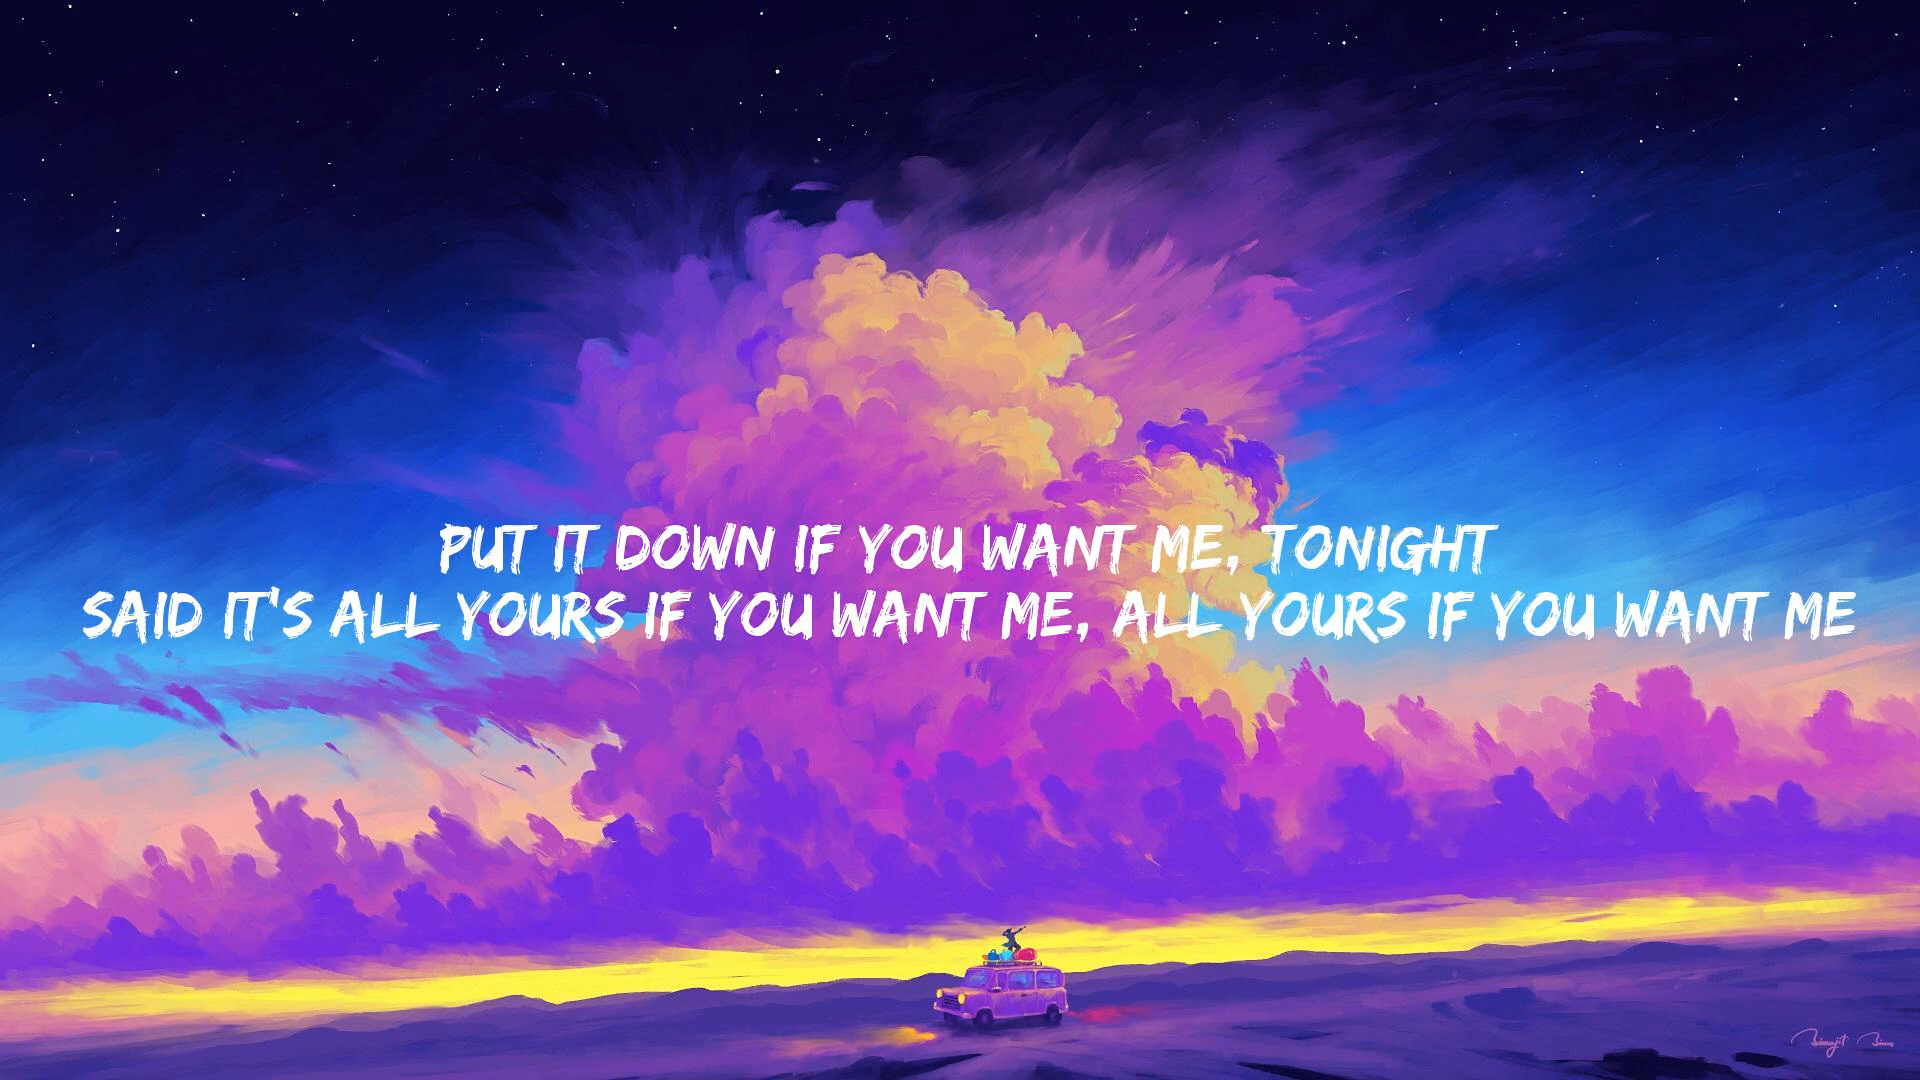 PUT IT DOWN IF YOU WANT ME, TONIGHT
SAID IT'S ALL YOURS IF YOU WANT ME, ALL YOURS IF YOU WANT ME